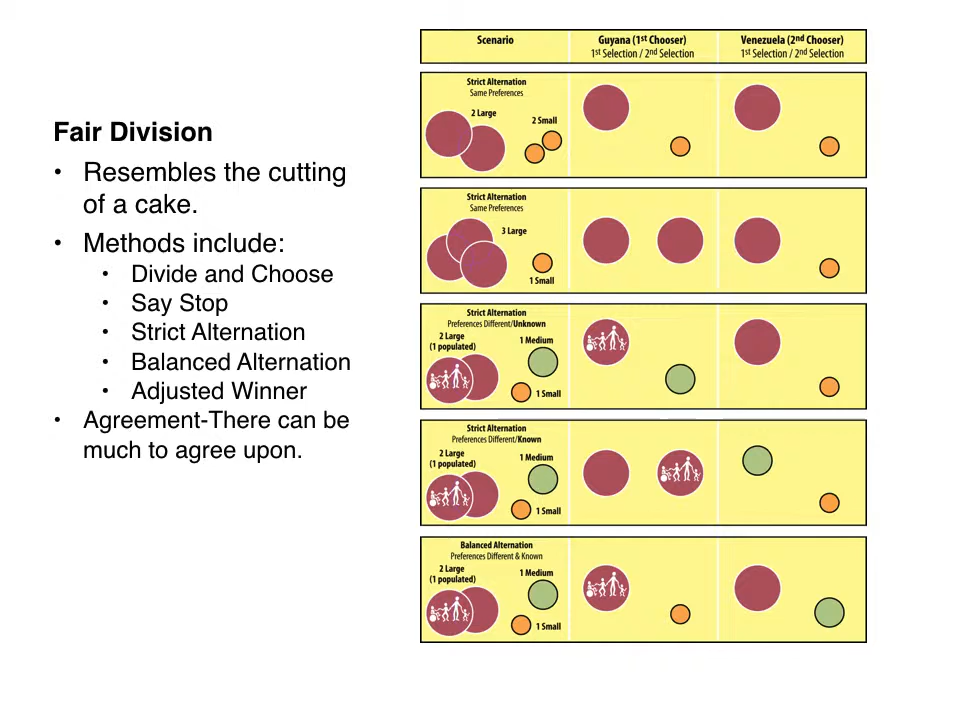 Fair Division
• Resembles the cutting
of a cake.
• Methods include:
• Divide and Choose
• Say Stop
• Strict Alternation
• Balanced Alternation
• Adjusted Winner
• Agreement-There can be
much to agree upon.
Scenario
Guyana (1st Chooser)
1st Selection / 2nd Selection
Venezuela (2nd Chooser)
1st Selection / 2nd Selection
Strict Alternation
Same Preferences
2 Large
2 Small
Strict Alternation
Same Preferences
3 Large
1 Small
Strict Alternation
Preferences Different/Unknown
2 Large
(1 populated)
1 Medium
1 Small
Strict Alternation
Preferences Different/Known
2 Large
(1 populated)
1 Medium
1 Small
Balanced Alternation
Preferences Different & Known
2 Large
(1 populated)
1 Medium
1 Small